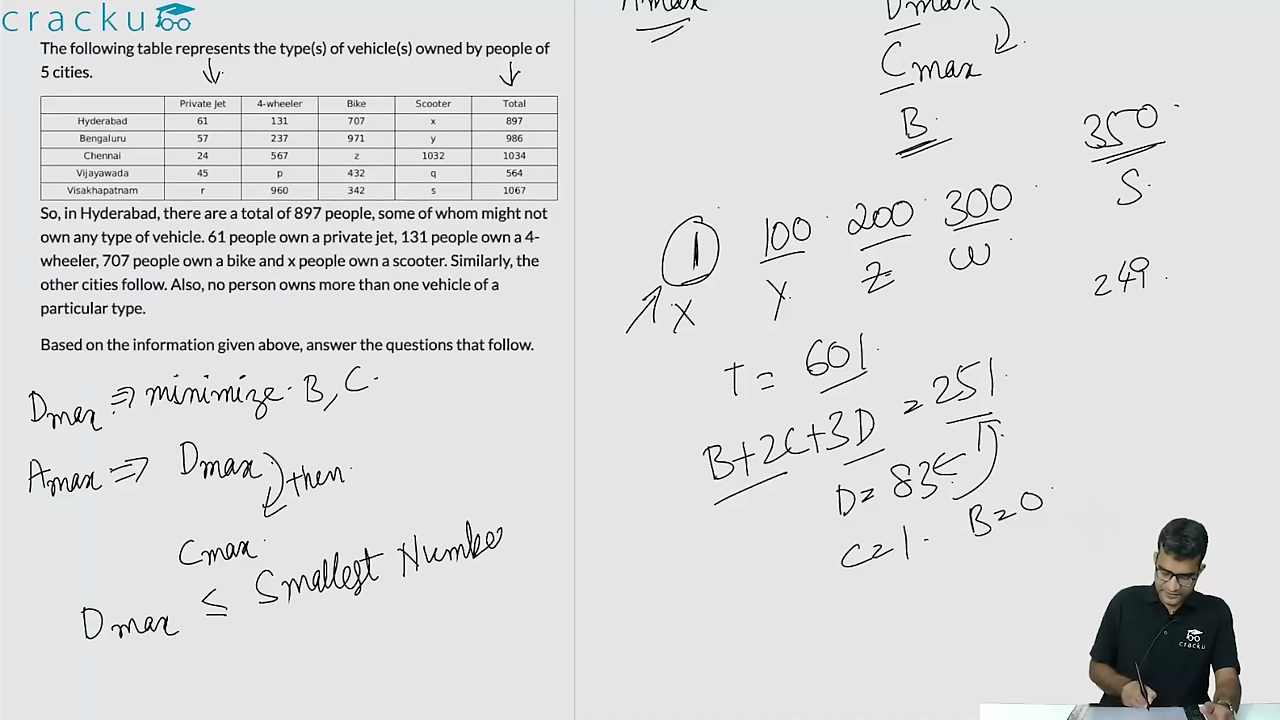 cracku
The following table represents the type(s) of vehicle(s) owned by people of
5 cities.
Private Jet 4-wheeler Bike Scooter Total
Hyderabad 61 131 707 x 897
Bengaluru 57 237 971 y 986
Chennai 24 567 z 1032 1034
Vijayawada 45 p 432 q 564
Visakhapatnam r 960 342 s 1067
So, in Hyderabad, there are a total of 897 people, some of whom might not
own any type of vehicle. 61 people own a private jet, 131 people own a 4-
wheeler, 707 people own a bike and x people own a scooter. Similarly, the
other cities follow. Also, no person owns more than one vehicle of a
particular type.
Based on the information given above, answer the questions that follow.
Dmax ⇒ minimize B, C.
Amax ⇒ Dmax
then
Cmax.
Dmax ≤ Smallest Number
Amax
Dmax
Cmax
B
350
S
1 100 200 300
X Y Z W
249
T = 601
B+2C+3D = 251
D = 83
C=1. B=0
cracku